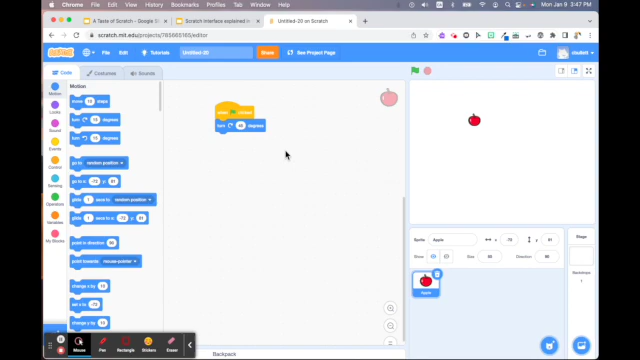 Chrome File Edit View History Bookmarks Profiles Tab Window Help
Mon Jan 9 3:47 PM
A Taste of Scratch - Google S
Scratch Interface explained in
Untitled-20 on Scratch
scratch.mit.edu/projects/785665165/editor
File Edit Tutorials Untitled-20 Share See Project Page
Code Costumes Sounds
Motion
Looks
Sound
Events
Control
Sensing
Operators
Variables
My Blocks
Motion
move 10 steps
turn 15 degrees
turn 15 degrees
go to random position
go to x: -72 y: 91
glide 1 secs to random position
glide 1 secs to x: -72 y: 91
point in direction 90
point towards mouse-pointer
change x by 10
set x to -72
change y by 10
when clicked
turn degrees
Sprite Apple x y 91
Show Size Direction 90
Apple
Stage
Backdrops
1
Backpack
Mouse Pen Rectangle Stickers Eraser